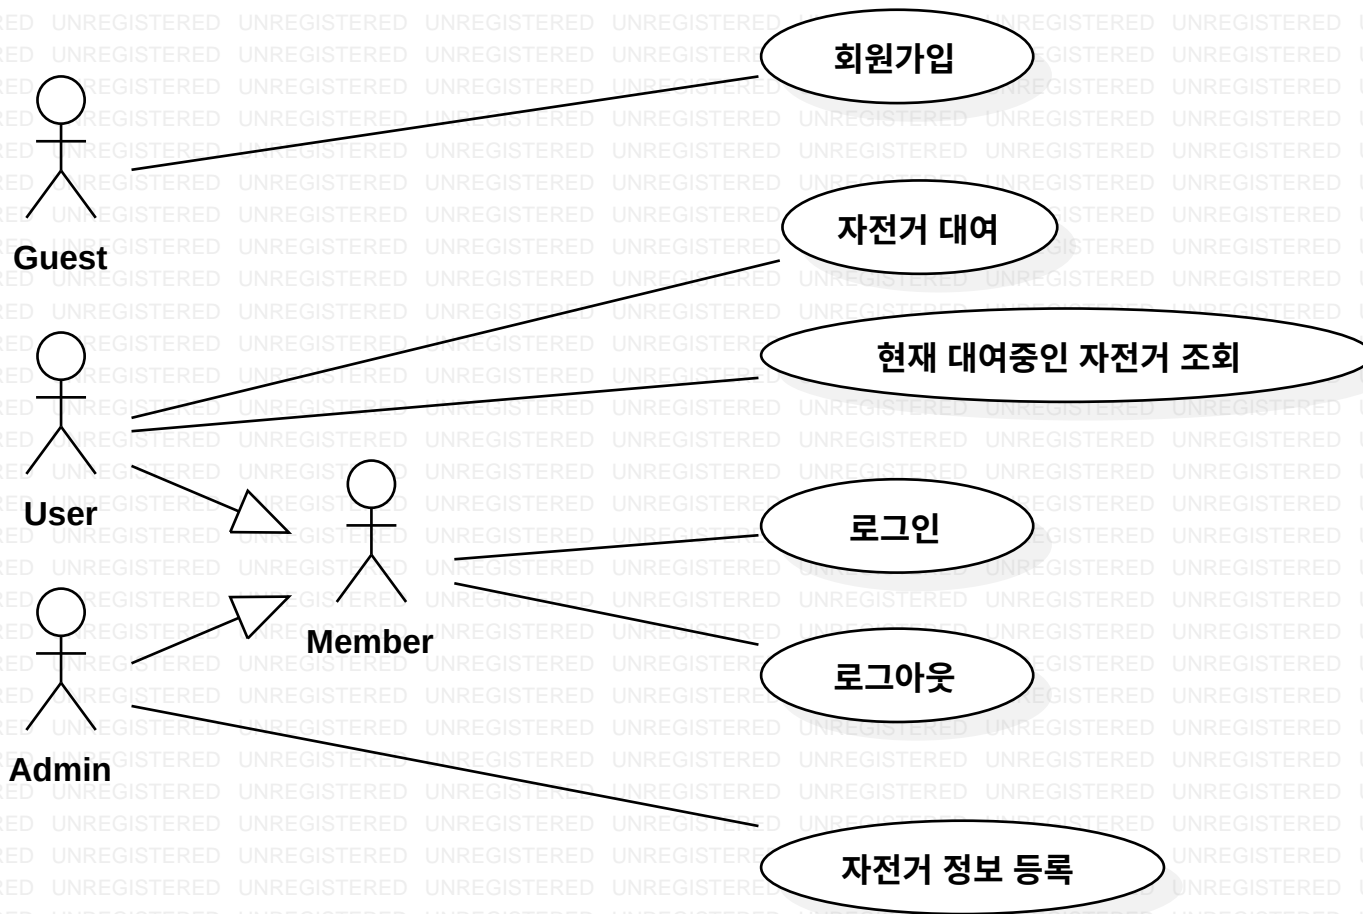 회원가입
Guest
자전거 대여
현재 대여중인 자전거 조회
User
로그인
Member
로그아웃
Admin
자전거 정보 등록
UNREGISTERED